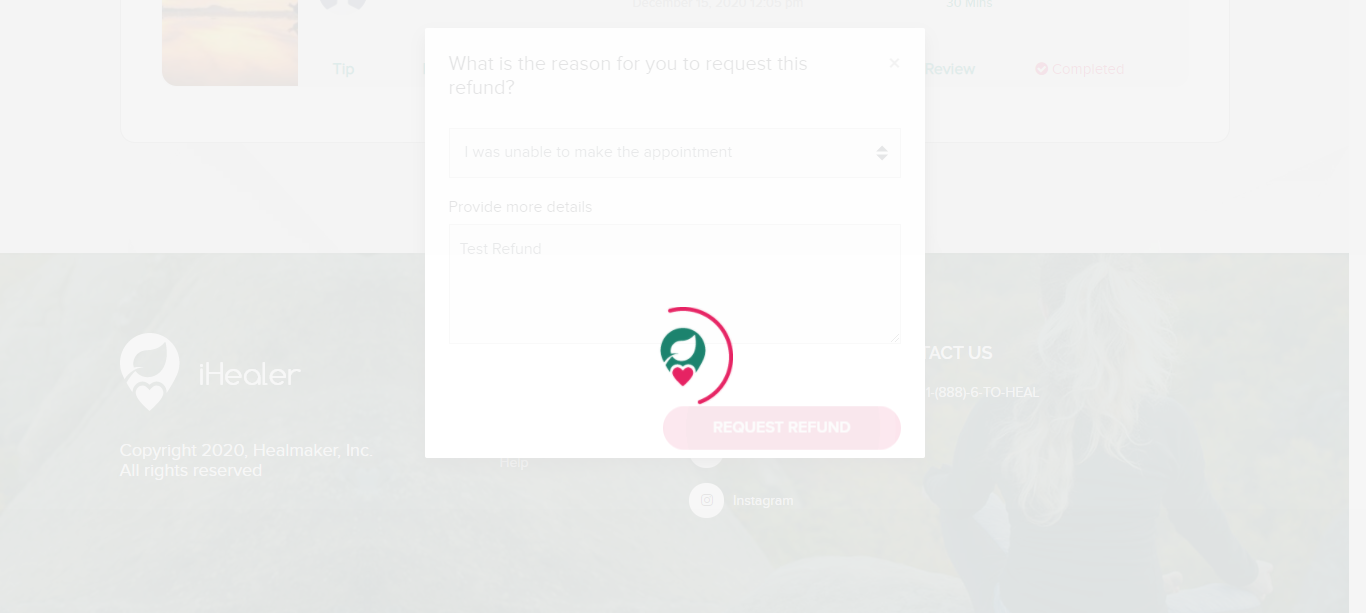 December 15, 2020 12:05 pm
30 Mins
Tip
Review
Completed
What is the reason for you to request this
refund?
×
I was unable to make the appointment
Provide more details
Test Refund
REQUEST REFUND
iHealer
Copyright 2020, Healmaker, Inc.
All rights reserved
Help
Instagram
TACT US
1-(888)-6-TO-HEAL